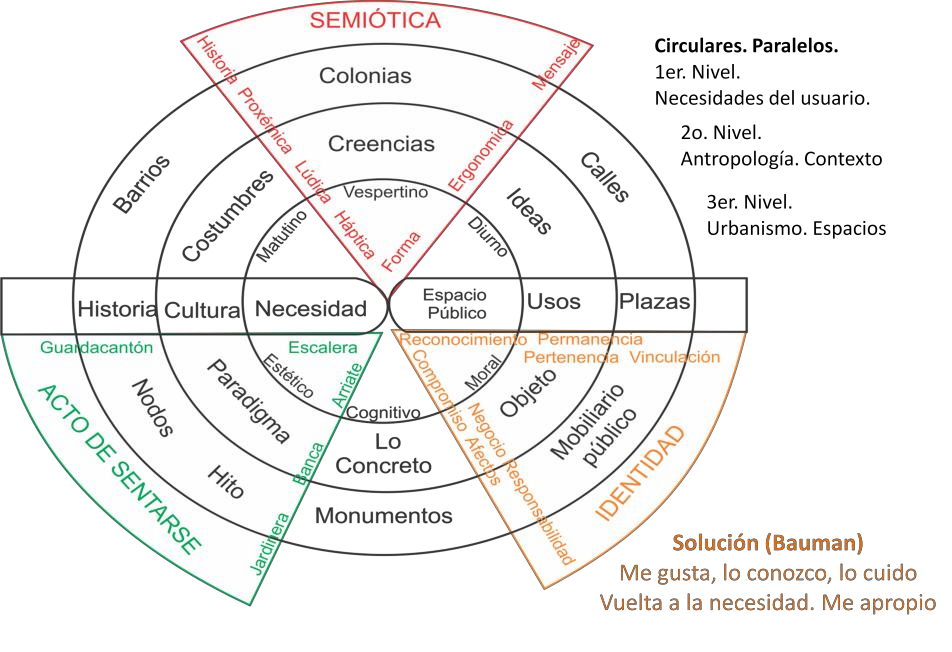 SEMIÓTICA
Historia
Proxémica
Lúdica
Háptica
Mensaje
Ergonomica
Forma
Colonias
Creencias
Vespertino
Barrios
Costumbres
Matutino
Calles
Ideas
Diurno
Historia
Cultura
Necesidad
Espacio
Público
Usos
Plazas
Circulares. Paralelos.
1er. Nivel.
Necesidades del usuario.
2o. Nivel.
Antropología. Contexto
3er. Nivel.
Urbanismo. Espacios
Guardacantón
Escalera
Arriate
Banca
Jardinera
ACTO DE SENTARSE
Estético
Paradigma
Nodos
Hito
Cognitivo
Lo
Concreto
Monumentos
Reconocimiento Permanencia
Pertenencia Vinculación
Compromiso Afectos
Negocio Responsabilidad
Moral
Objeto
Mobiliario
público
IDENTIDAD
Solución (Bauman)
Me gusta, lo conozco, lo cuido
Vuelta a la necesidad. Me apropio